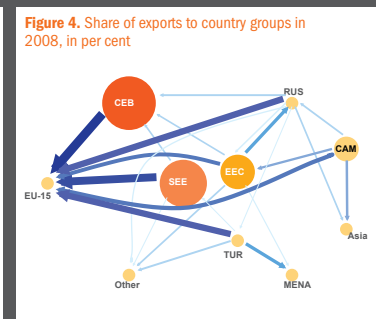 Figure 4. Share of exports to country groups in
2008, in per cent
CEB
RUS
CAM
EEC
SEE
EU-15
Asia
TUR
Other
MENA